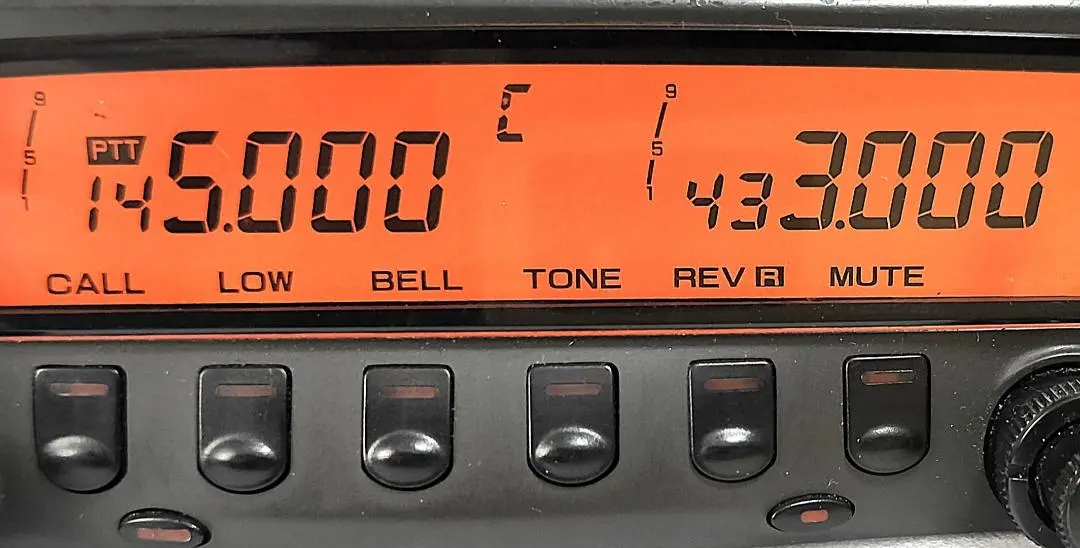 9 C 9
PTT
5 5
145.000 433.000
1 1
CALL LOW BELL TONE REV R MUTE